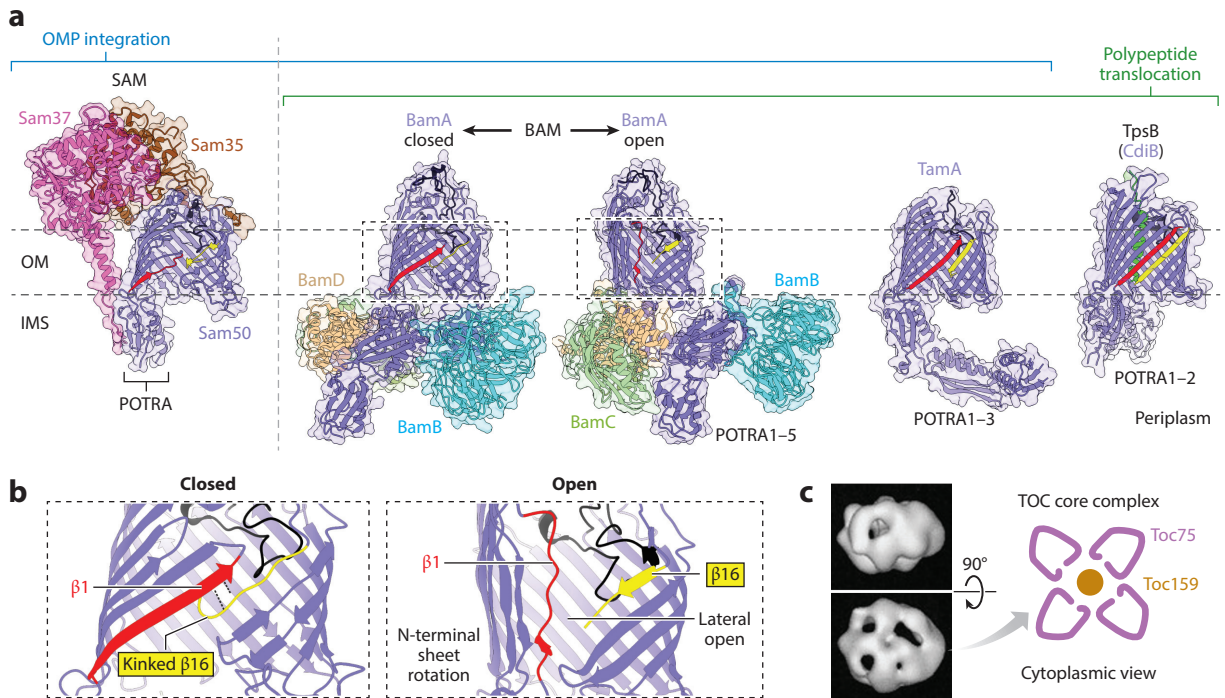 a
OMP integration
Polypeptide
translocation
SAM
Sam37
Sam35
BamA
closed
BAM
BamA
open
TpsB
(CdiB)
TamA
OM
IMS
BamD
BamB
Sam50
POTRA
BamB
BamC
POTRA1–5
POTRA1–3
POTRA1–2
Periplasm
b
Closed
Open
β1
Kinked β16
β1
β16
N-terminal
sheet
rotation
Lateral
open
c
TOC core complex
Toc75
90°
Toc159
Cytoplasmic view